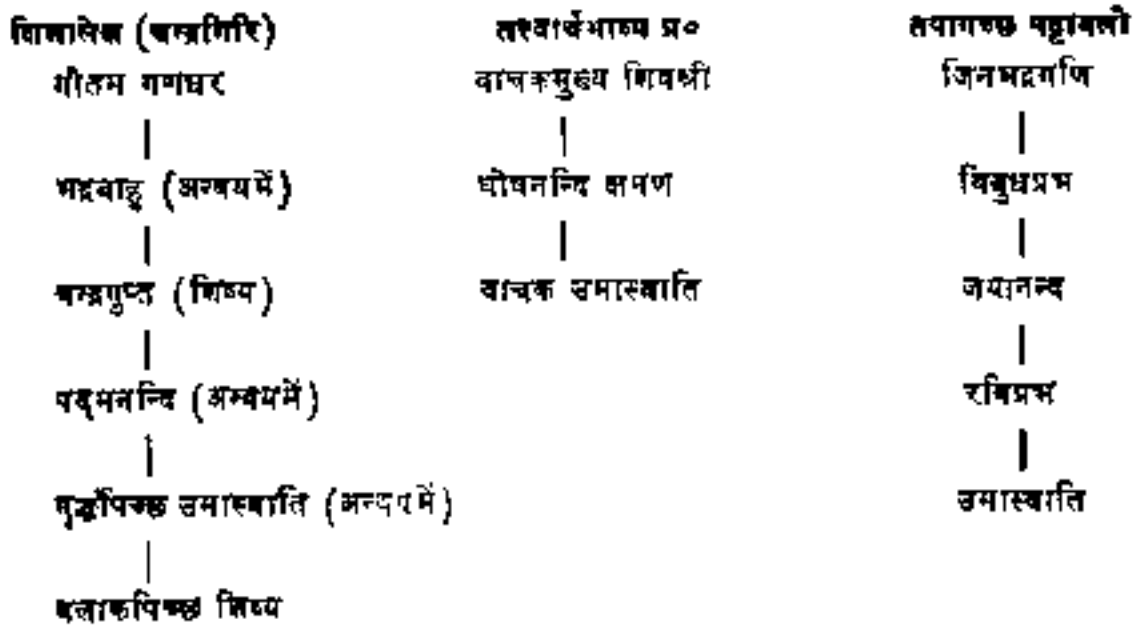 शिलालेख (चन्द्रगिरि)
गौतम गणधर
भद्रबाहु (अन्वयमें)
चन्द्रगुप्त (शिष्य)
पद्मनन्दि (अन्वयमें)
गृद्धपिच्छ उमास्वाति (अन्वयमें)
बलाकपिच्छ शिष्य
तत्त्वार्थभाष्य प्र०
वाचकमुख्य शिवश्री
घोषनन्दि क्षमण
वाचक उमास्वाति
तपागच्छ पट्टावली
जिनभद्रगणि
विबुधप्रभ
जयानन्द
रविप्रभ
उमास्वाति